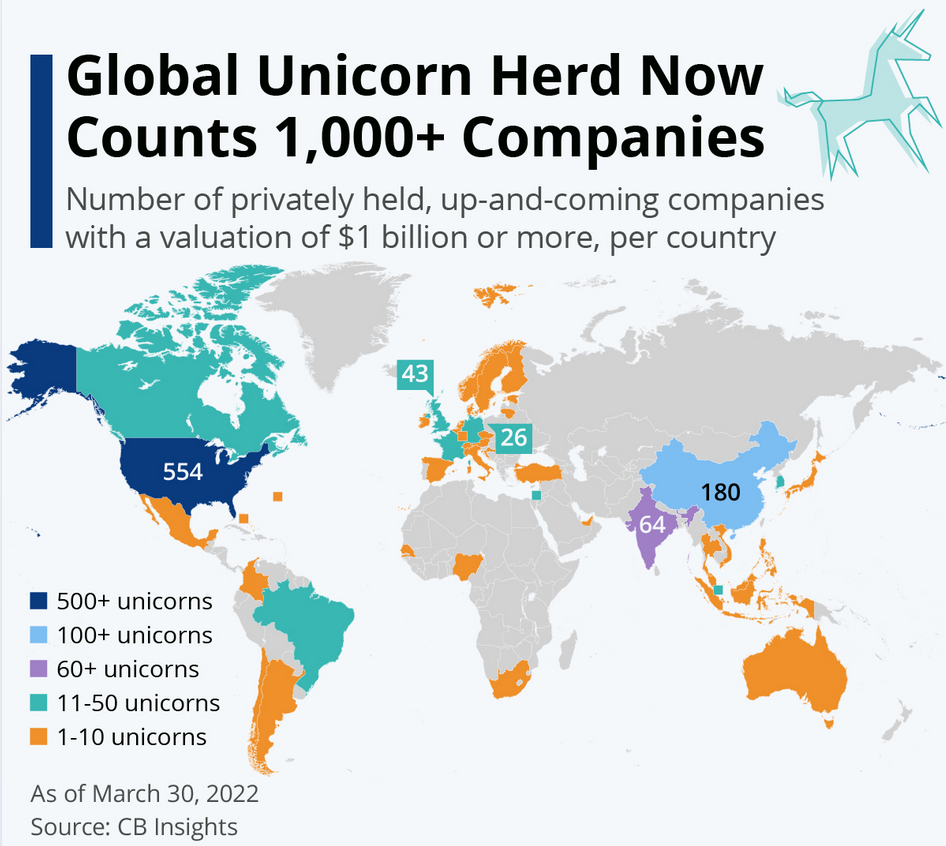 Global Unicorn Herd Now
Counts 1,000+ Companies
Number of privately held, up-and-coming companies
with a valuation of $1 billion or more, per country
43
26
554
180
64
500+ unicorns
100+ unicorns
60+ unicorns
11-50 unicorns
1-10 unicorns
As of March 30, 2022
Source: CB Insights